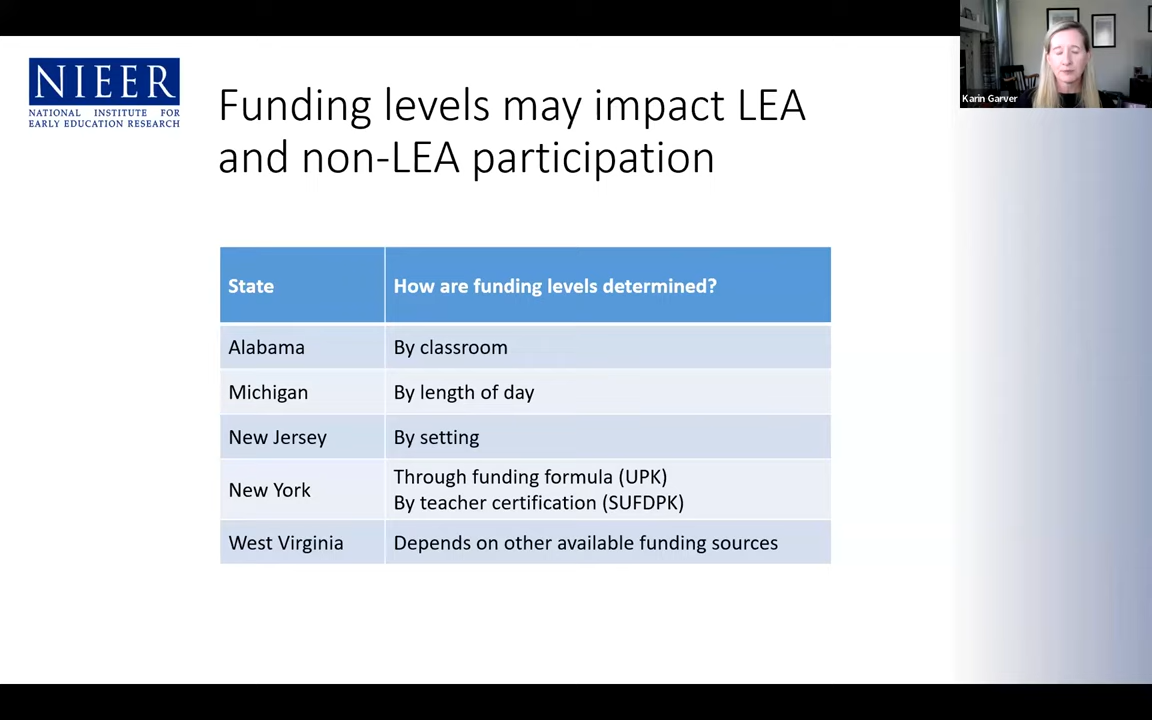 NIEER
NATIONAL INSTITUTE FOR
EARLY EDUCATION RESEARCH
Funding levels may impact LEA
and non-LEA participation
State How are funding levels determined?
Alabama By classroom
Michigan By length of day
New Jersey By setting
New York Through funding formula (UPK)
By teacher certification (SUFDPK)
West Virginia Depends on other available funding sources
Karin Garver